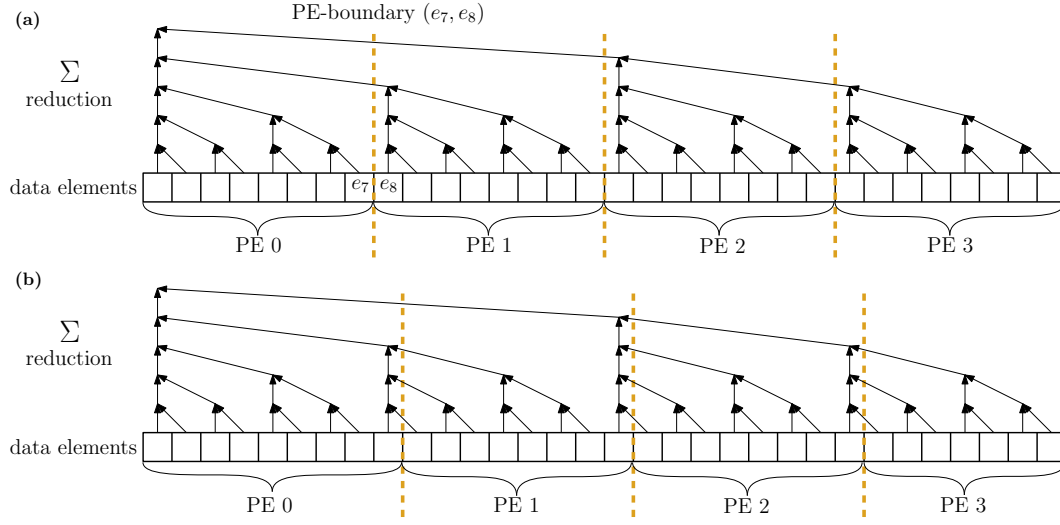 (a)
PE-boundary (e₇, e₈)
Σ
reduction
data elements
e₇ e₈
PE 0 PE 1 PE 2 PE 3
(b)
Σ
reduction
data elements
PE 0 PE 1 PE 2 PE 3